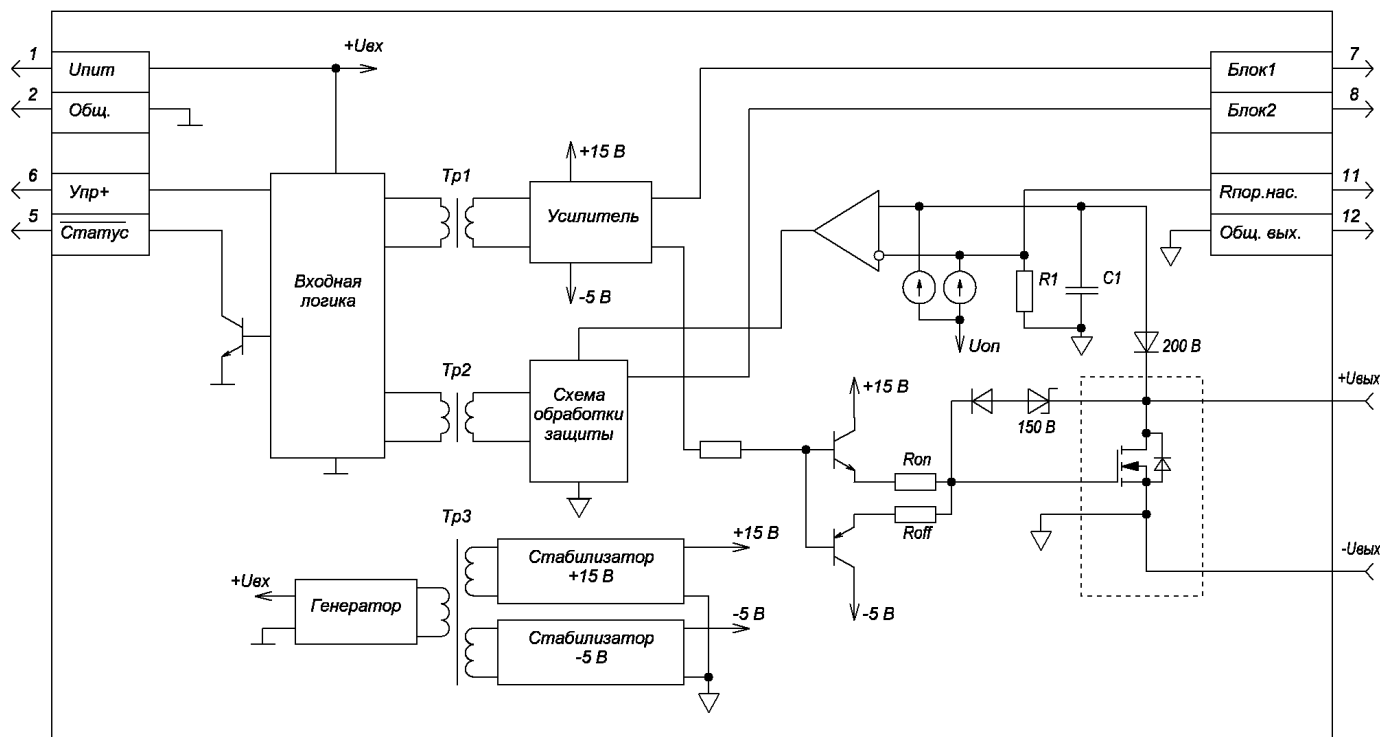 1
Uпит
+Uвх
2
Общ.
6
Упр+
5
Статус
Входная
логика
Тр1
+15 В
Усилитель
-5 В
Тр2
Схема
обработки
защиты
Тр3
+Uвх
Генератор
Стабилизатор
+15 В
+15 В
Стабилизатор
-5 В
-5 В
Блок1
7
Блок2
8
Rпор.нас.
11
Общ. вых.
12
R1
C1
Uоп
200 В
+15 В
150 В
Ron
Roff
-5 В
+Uвых
-Uвых